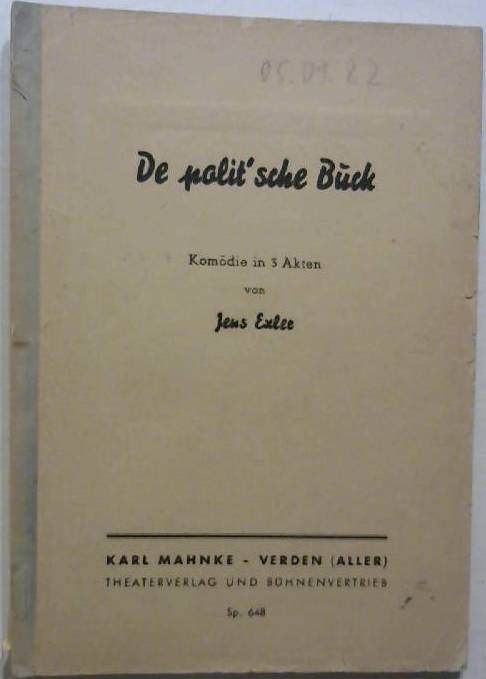 05.09.82
De polit'sche Bück
Komödie in 3 Akten
von
Jens Exler
KARL MAHNKE - VERDEN (ALLER)
THEATERVERLAG UND BÜHNENVERTRIEB
Sp. 648